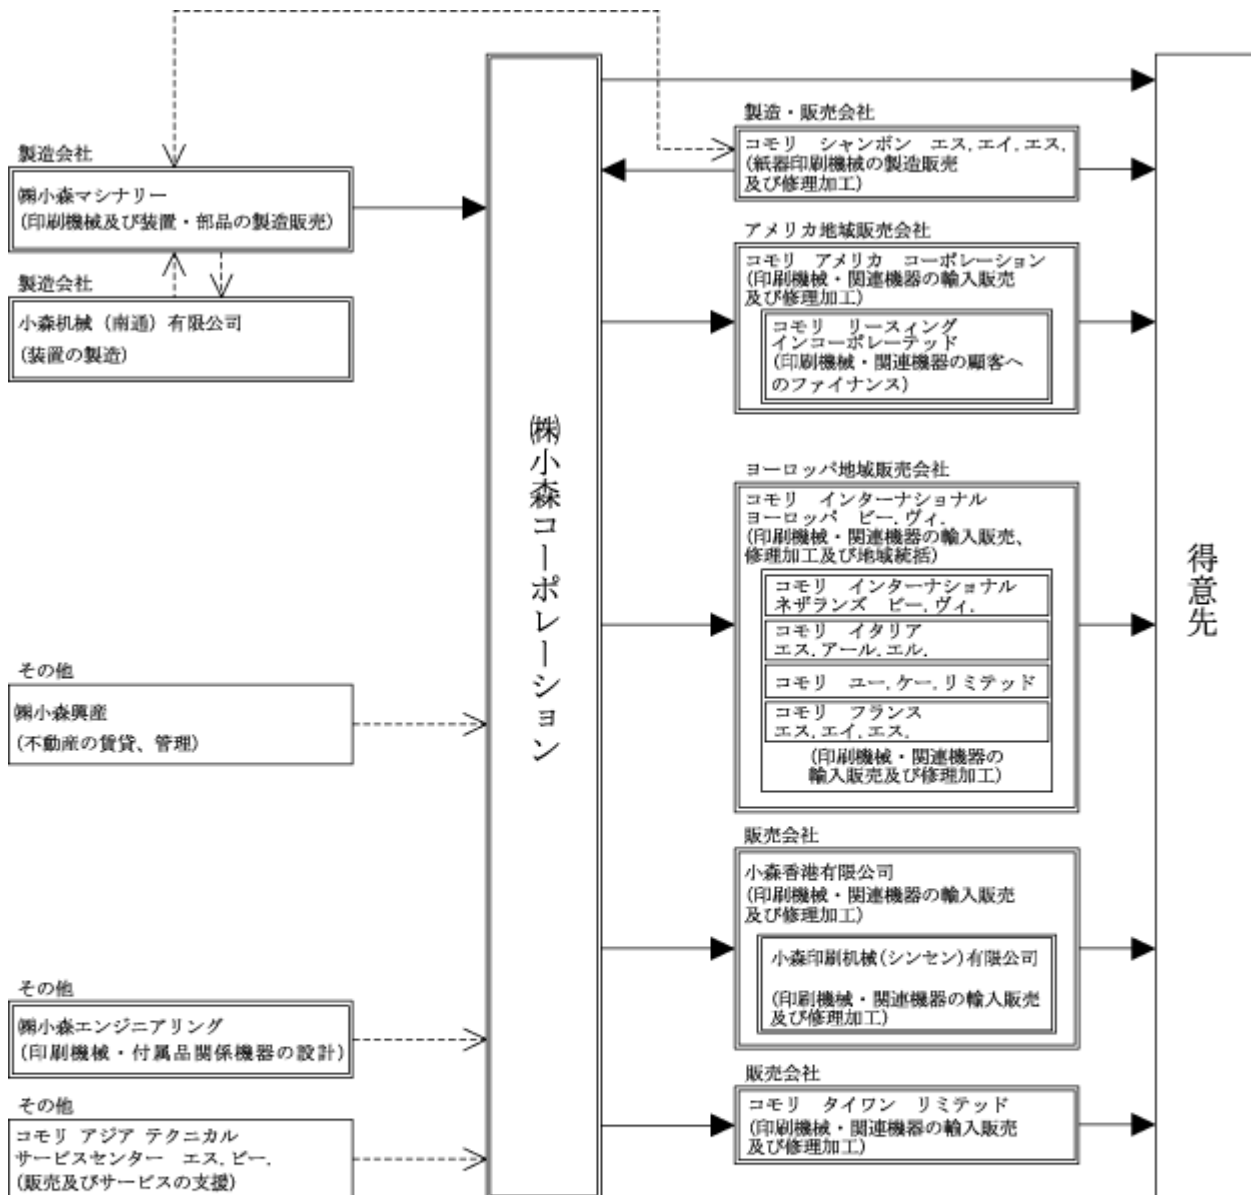 製造会社
㈱小森マシナリー
(印刷機械及び装置・部品の製造販売)
製造会社
小森机械（南通）有限公司
(装置の製造)
その他
㈱小森興産
(不動産の賃貸、管理)
その他
㈱小森エンジニアリング
(印刷機械・付属品関係機器の設計)
その他
コモリ アジア テクニカル
サービスセンター エス.ピー.
(販売及びサービスの支援)
㈱小森コーポレーション
製造・販売会社
コモリ シャンボン エス.エイ.エス.
(紙器印刷機械の製造販売
及び修理加工)
アメリカ地域販売会社
コモリ アメリカ コーポレーション
(印刷機械・関連機器の輸入販売
及び修理加工)
コモリ リースィング
インコーポレーテッド
(印刷機械・関連機器の顧客へ
のファイナンス)
ヨーロッパ地域販売会社
コモリ インターナショナル
ヨーロッパ ビー.ヴィ.
(印刷機械・関連機器の輸入販売、
修理加工及び地域統括)
コモリ インターナショナル
ネザランズ ビー.ヴィ.
コモリ イタリア
エス.アール.エル.
コモリ ユー.ケー.リミテッド
コモリ フランス
エス.エイ.エス.
(印刷機械・関連機器の
輸入販売及び修理加工)
販売会社
小森香港有限公司
(印刷機械・関連機器の輸入販売
及び修理加工)
小森印刷机械(シンセン)有限公司
(印刷機械・関連機器の輸入販売
及び修理加工)
販売会社
コモリ タイワン リミテッド
(印刷機械・関連機器の輸入販売
及び修理加工)
得意先